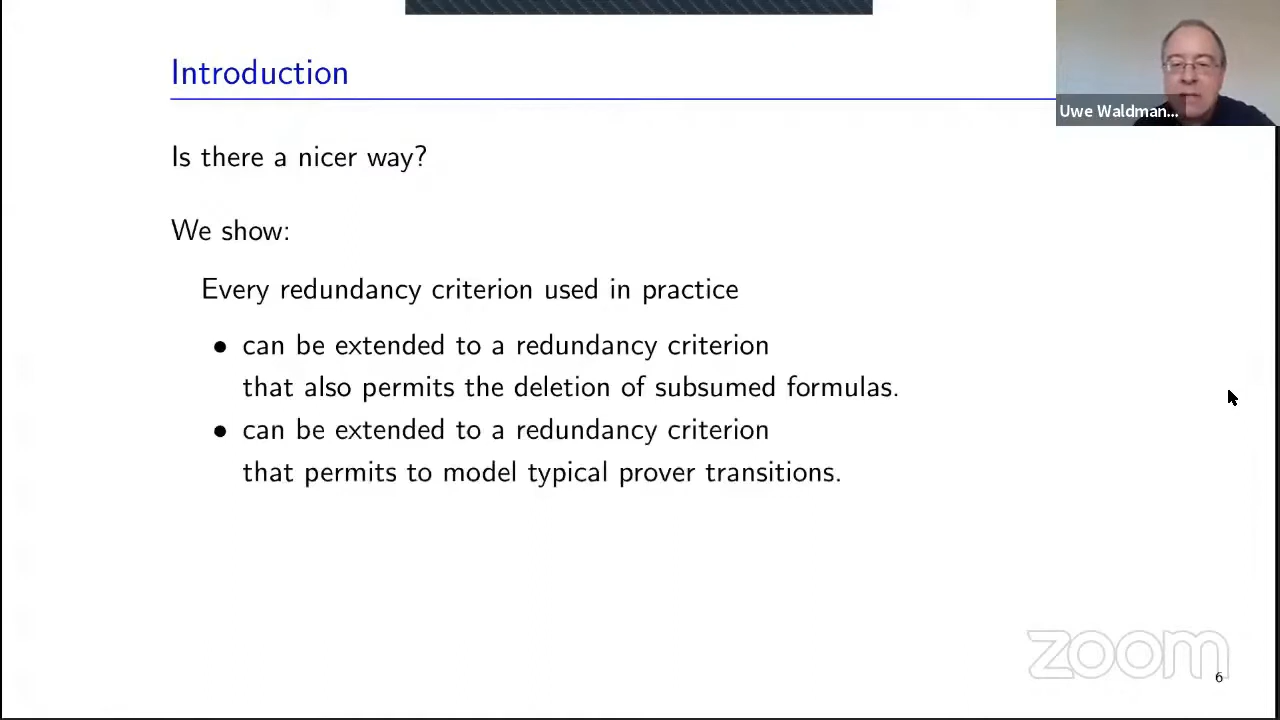 Introduction
Uwe Waldman...
Is there a nicer way?
We show:
Every redundancy criterion used in practice
• can be extended to a redundancy criterion
that also permits the deletion of subsumed formulas.
• can be extended to a redundancy criterion
that permits to model typical prover transitions.
zoom
6